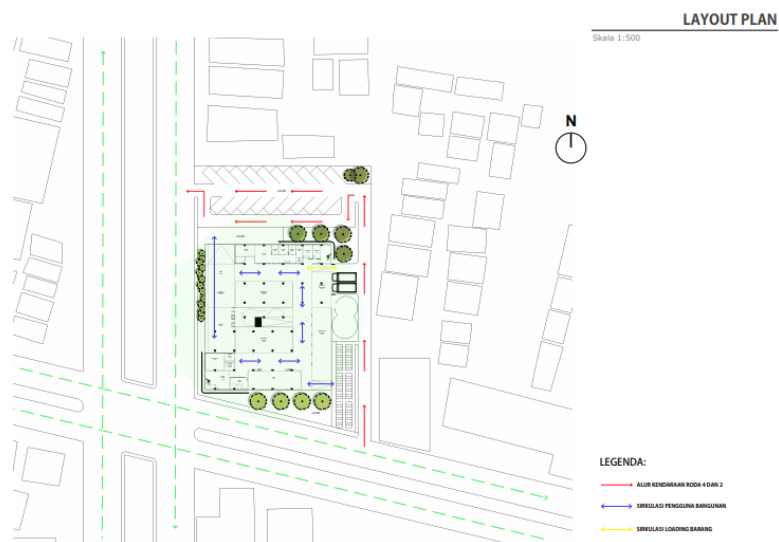 LAYOUT PLAN
Skala 1:500
N
LEGENDA:
ALUR KENDARAAN RODA 4 DAN 2
SIRKULASI PENGGUNA BANGUNAN
SIRKULASI LOADING BARANG